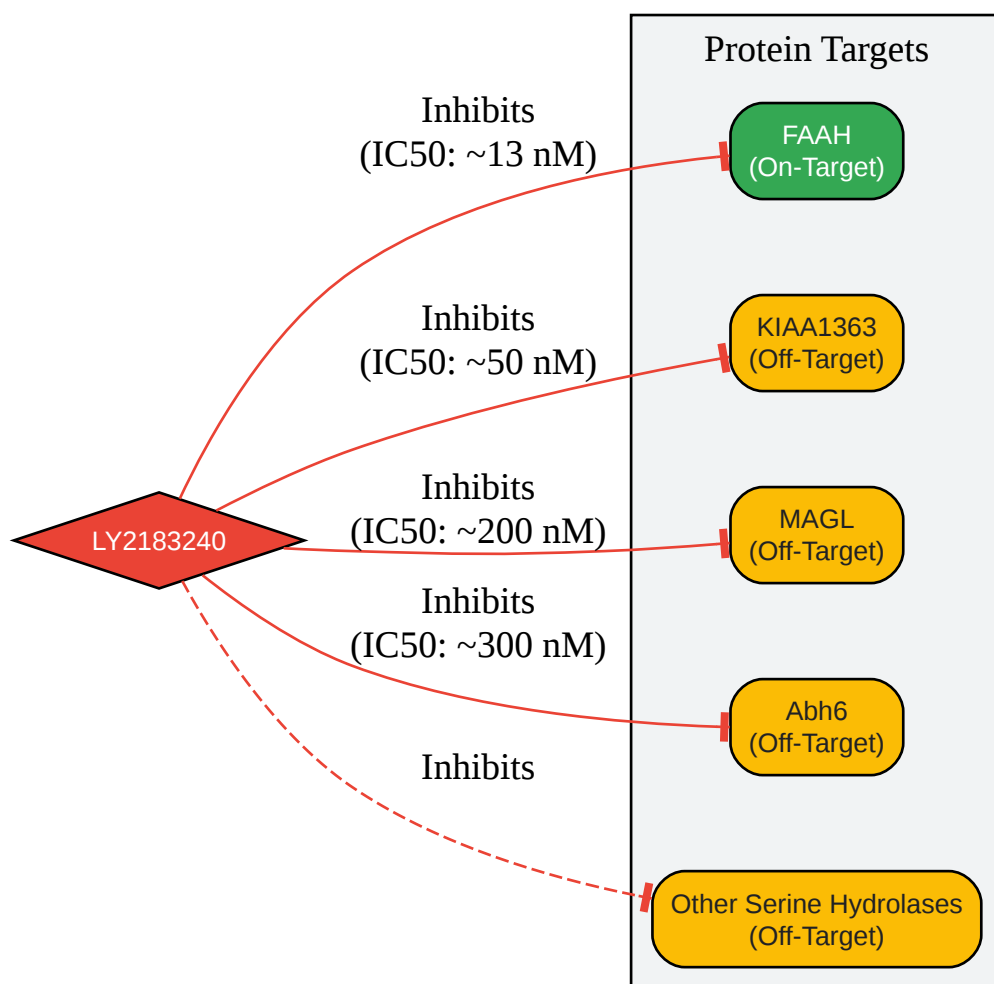 Protein Targets
Inhibits
(IC50: ~13 nM)
FAAH
(On-Target)
Inhibits
(IC50: ~50 nM)
KIAA1363
(Off-Target)
LY2183240
Inhibits
(IC50: ~200 nM)
MAGL
(Off-Target)
Inhibits
(IC50: ~300 nM)
Abh6
(Off-Target)
Inhibits
Other Serine Hydrolases
(Off-Target)